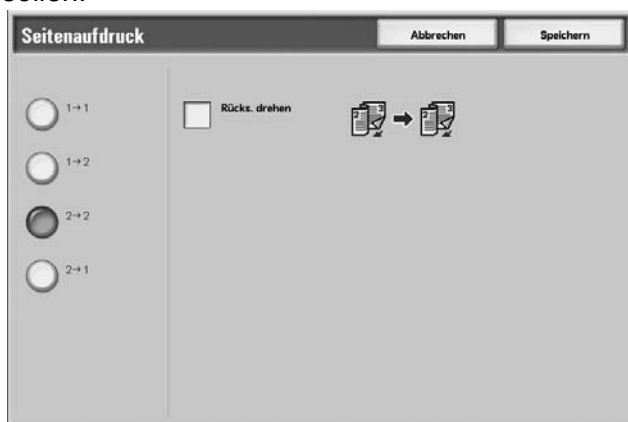 Seitenaufdruck
Abbrechen
Speichern
1→1
Rücks. drehen
1→2
2→2
2→1